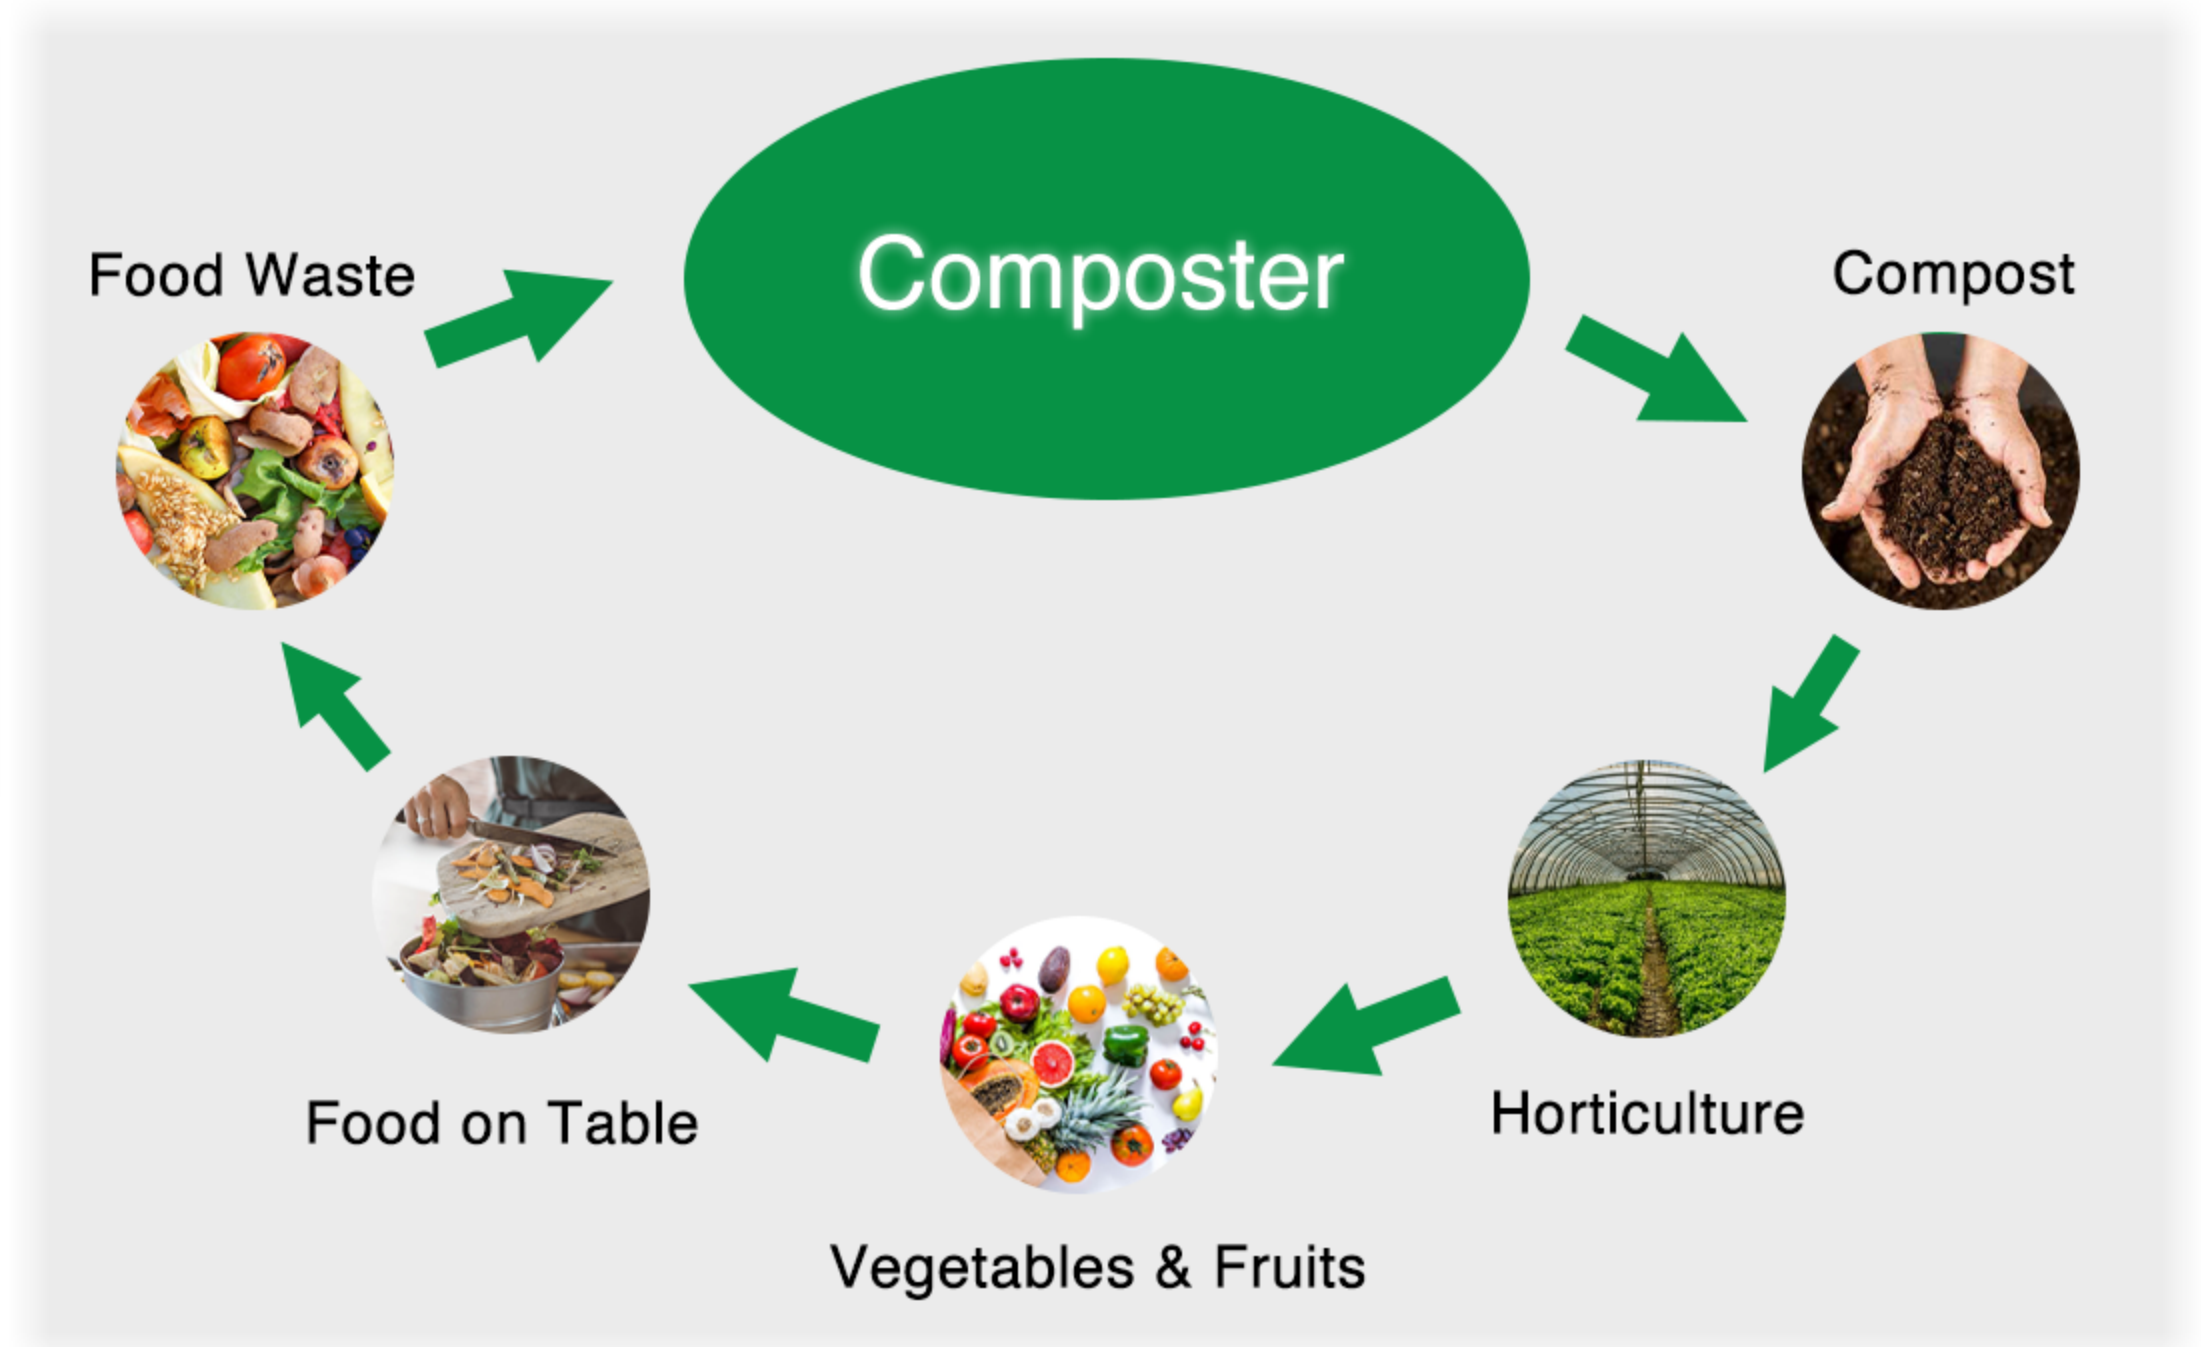 Composter
Food Waste
Compost
Horticulture
Food on Table
Vegetables & Fruits